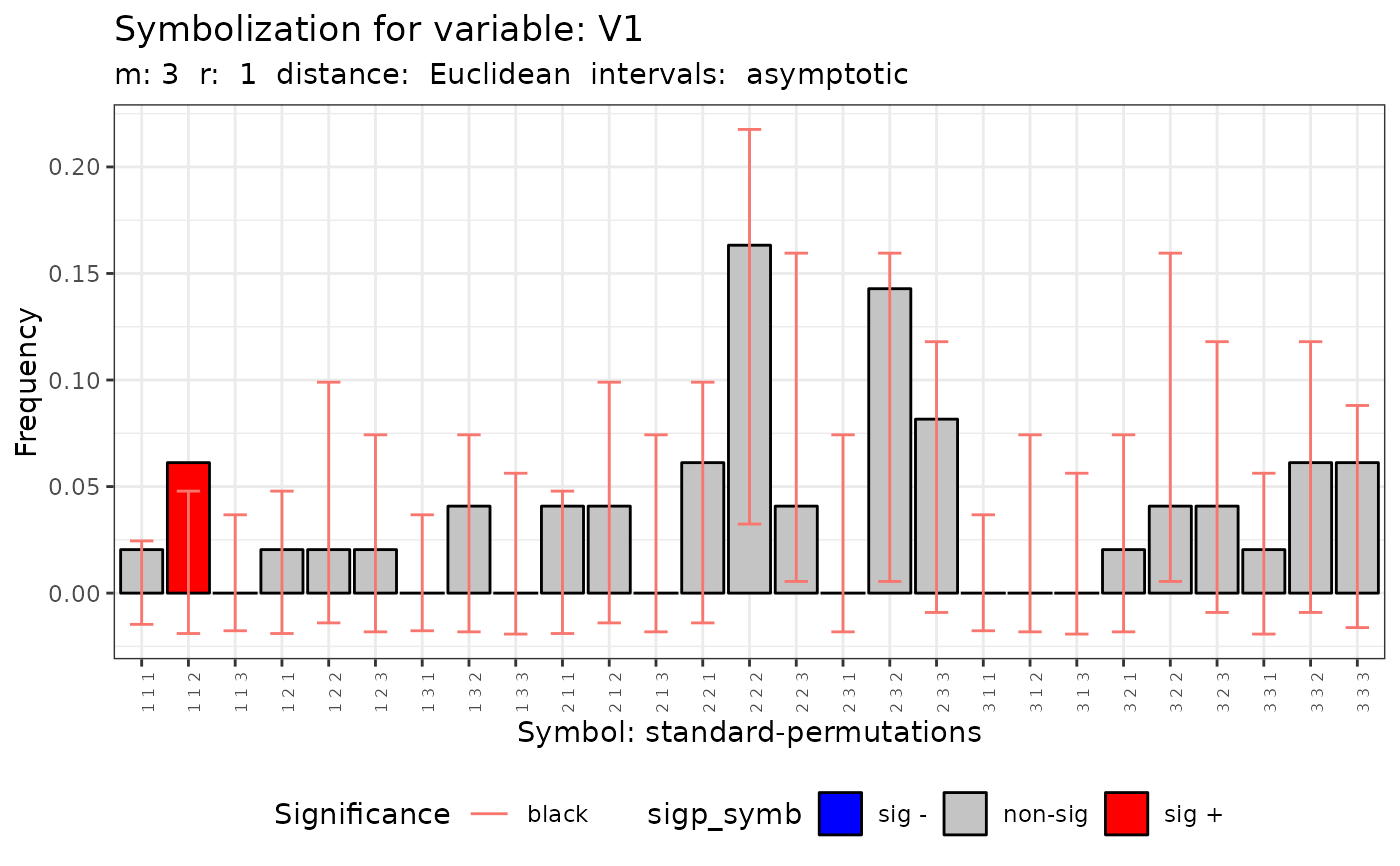 Symbolization for variable: V1
m: 3 r: 1 distance: Euclidean intervals: asymptotic
Frequency
0.20
0.15
0.10
0.05
0.00
1 1 1
1 1 2
1 1 3
1 2 1
1 2 2
1 2 3
1 3 1
1 3 2
1 3 3
2 1 1
2 1 2
2 1 3
2 2 1
2 2 2
2 2 3
2 3 1
2 3 2
2 3 3
3 1 1
3 1 2
3 1 3
3 2 1
3 2 2
3 2 3
3 3 1
3 3 2
3 3 3
Symbol: standard-permutations
Significance black sigp_symb sig - non-sig sig +